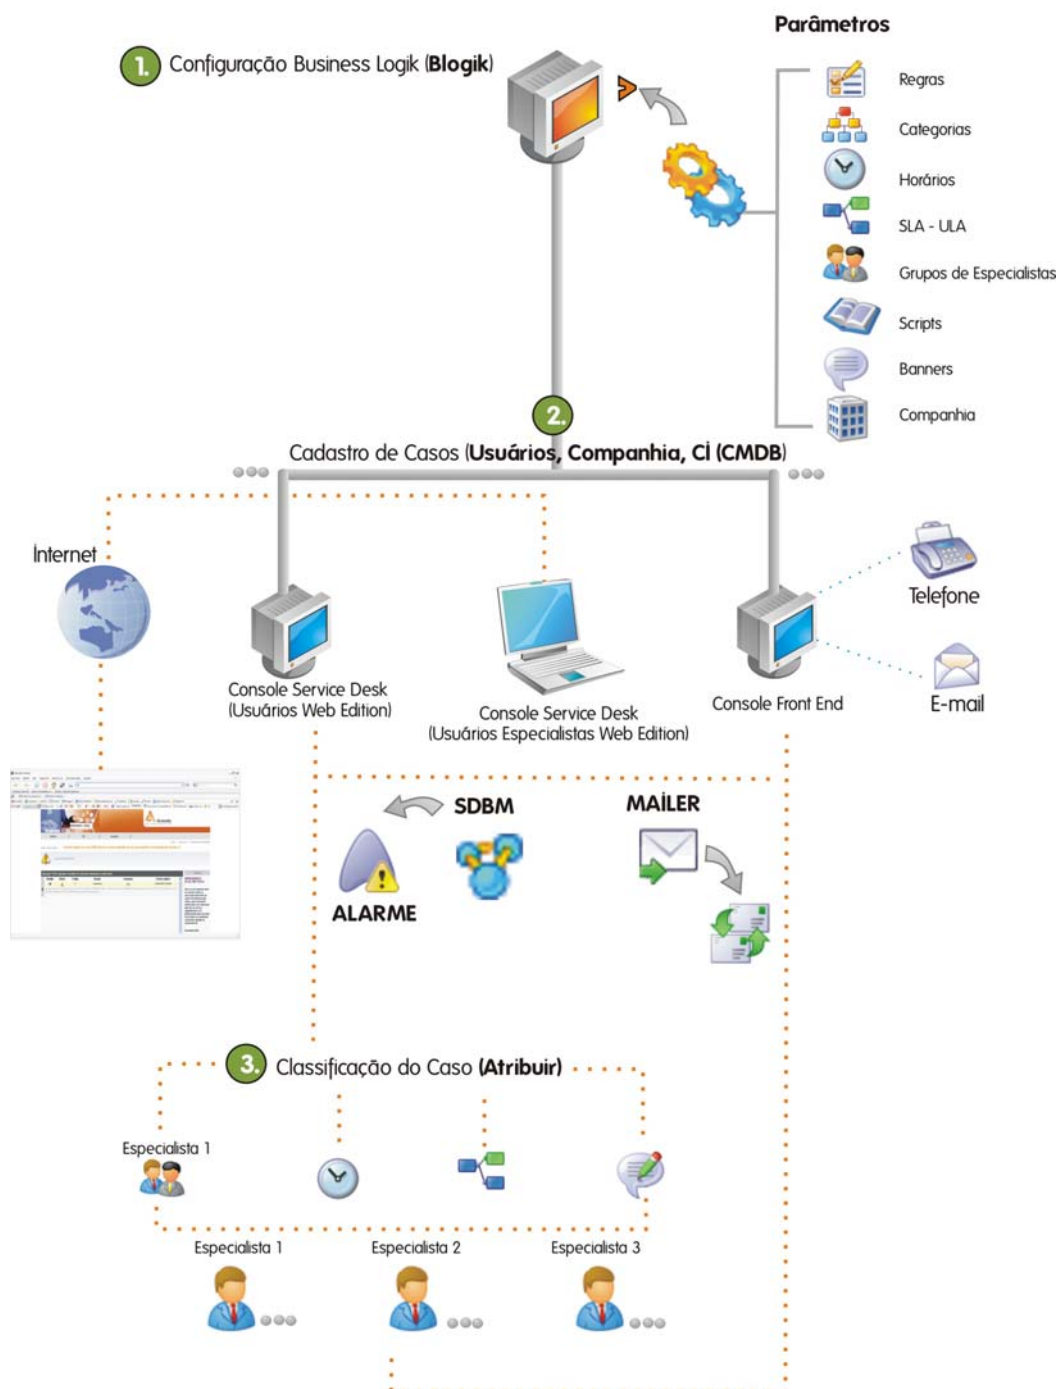 Parâmetros
1. Configuração Business Logik (Blogik)
Regras
Categorias
Horários
SLA - ULA
Grupos de Especialistas
Scripts
Banners
Companhia
2.
Cadastro de Casos (Usuários, Companhia, CI (CMDB)
Internet
Telefone
E-mail
Console Service Desk
(Usuários Web Edition)
Console Service Desk
(Usuários Especialistas Web Edition)
Console Front End
SDBM
MAILER
ALARME
3. Classificação do Caso (Atribuir)
Especialista 1
Especialista 1
Especialista 2
Especialista 3